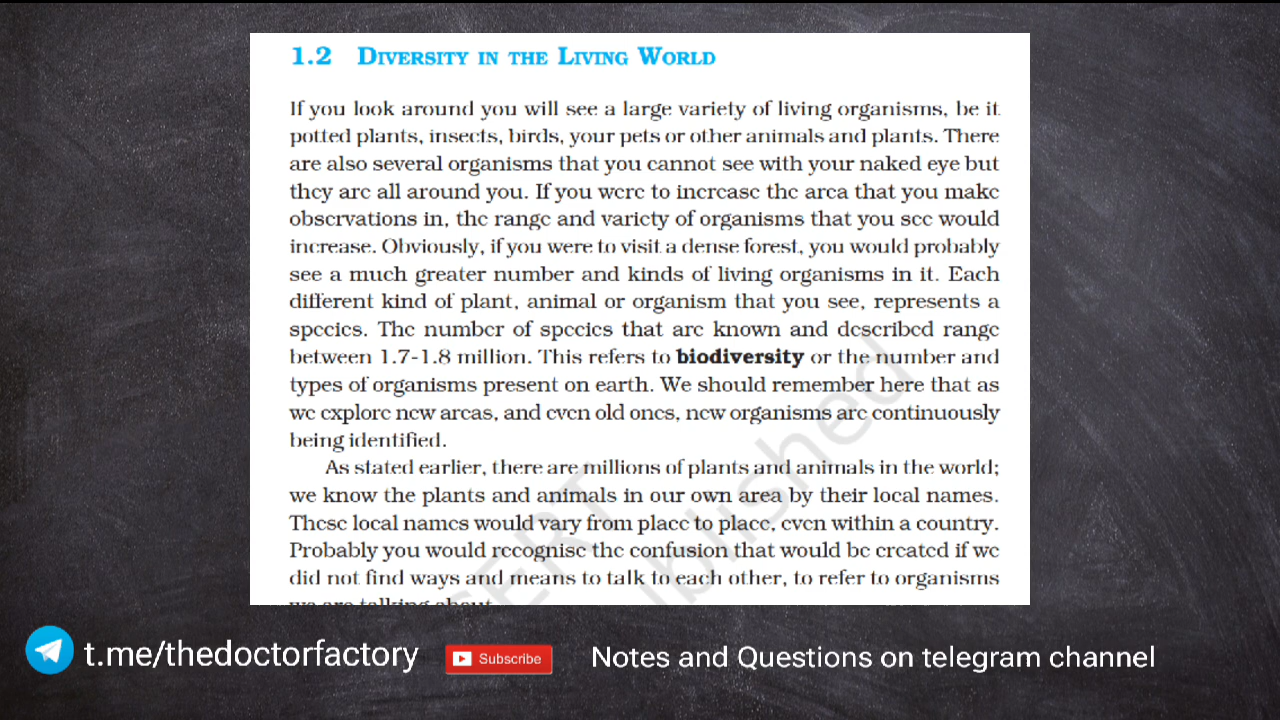 1.2 DIVERSITY IN THE LIVING WORLD
If you look around you will see a large variety of living organisms, be it
potted plants, insects, birds, your pets or other animals and plants. There
are also several organisms that you cannot see with your naked eye but
they are all around you. If you were to increase the area that you make
observations in, the range and variety of organisms that you see would
increase. Obviously, if you were to visit a dense forest, you would probably
see a much greater number and kinds of living organisms in it. Each
different kind of plant, animal or organism that you see, represents a
species. The number of species that are known and described range
between 1.7-1.8 million. This refers to biodiversity or the number and
types of organisms present on earth. We should remember here that as
we explore new areas, and even old ones, new organisms are continuously
being identified.
As stated earlier, there are millions of plants and animals in the world;
we know the plants and animals in our own area by their local names.
These local names would vary from place to place, even within a country.
Probably you would recognise the confusion that would be created if we
did not find ways and means to talk to each other, to refer to organisms
we are talking about
t.me/thedoctorfactory
Subscribe
Notes and Questions on telegram channel